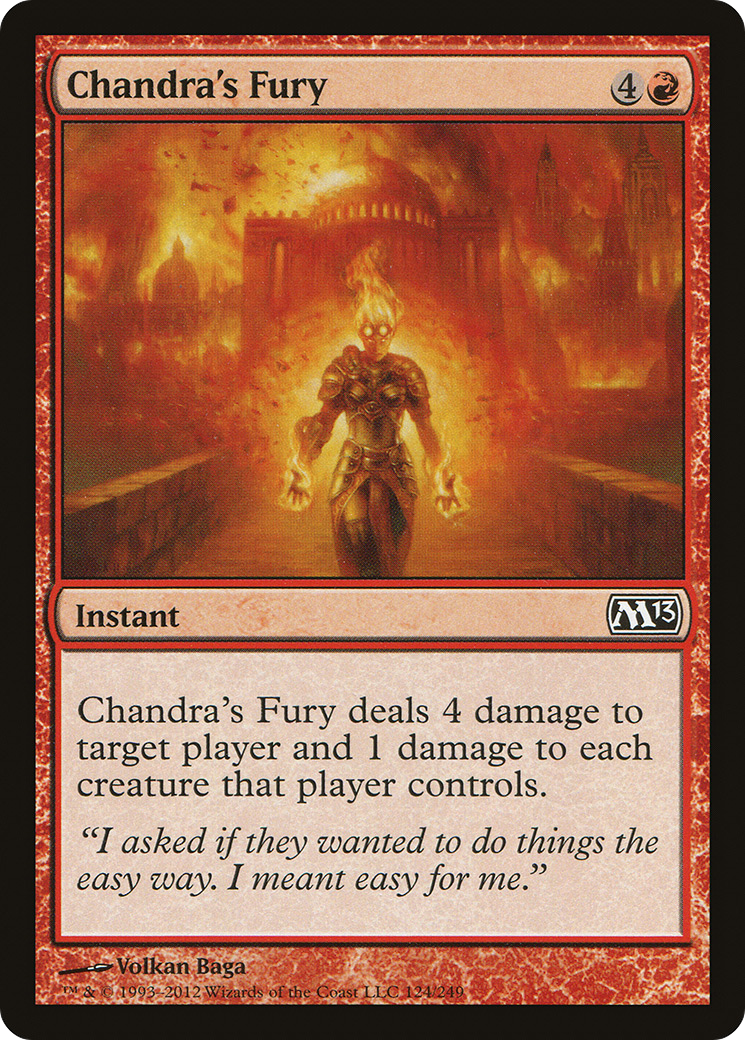 Chandra's Fury 4
Instant M13
Chandra's Fury deals 4 damage to
target player and 1 damage to each
creature that player controls.
“I asked if they wanted to do things the
easy way. I meant easy for me.”
Volkan Baga
™ & © 1993–2012 Wizards of the Coast LLC 124/249